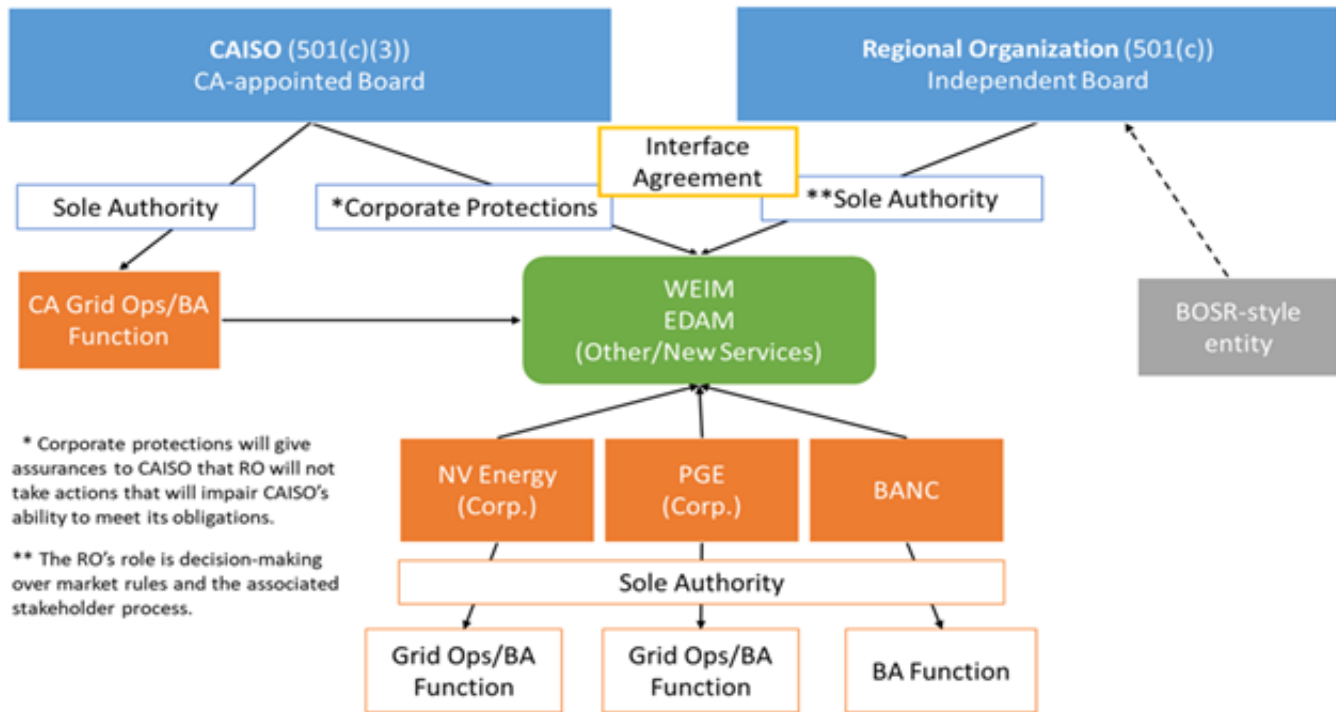 CAISO (501(c)(3))
CA-appointed Board
Regional Organization (501(c))
Independent Board
Interface
Agreement
Sole Authority
*Corporate Protections
**Sole Authority
CA Grid Ops/BA
Function
WEIM
EDAM
(Other/New Services)
BOSR-style
entity
* Corporate protections will give
assurances to CAISO that RO will not
take actions that will impair CAISO's
ability to meet its obligations.
** The RO's role is decision-making
over market rules and the associated
stakeholder process.
NV Energy
(Corp.)
PGE
(Corp.)
BANC
Sole Authority
Grid Ops/BA
Function
Grid Ops/BA
Function
BA Function